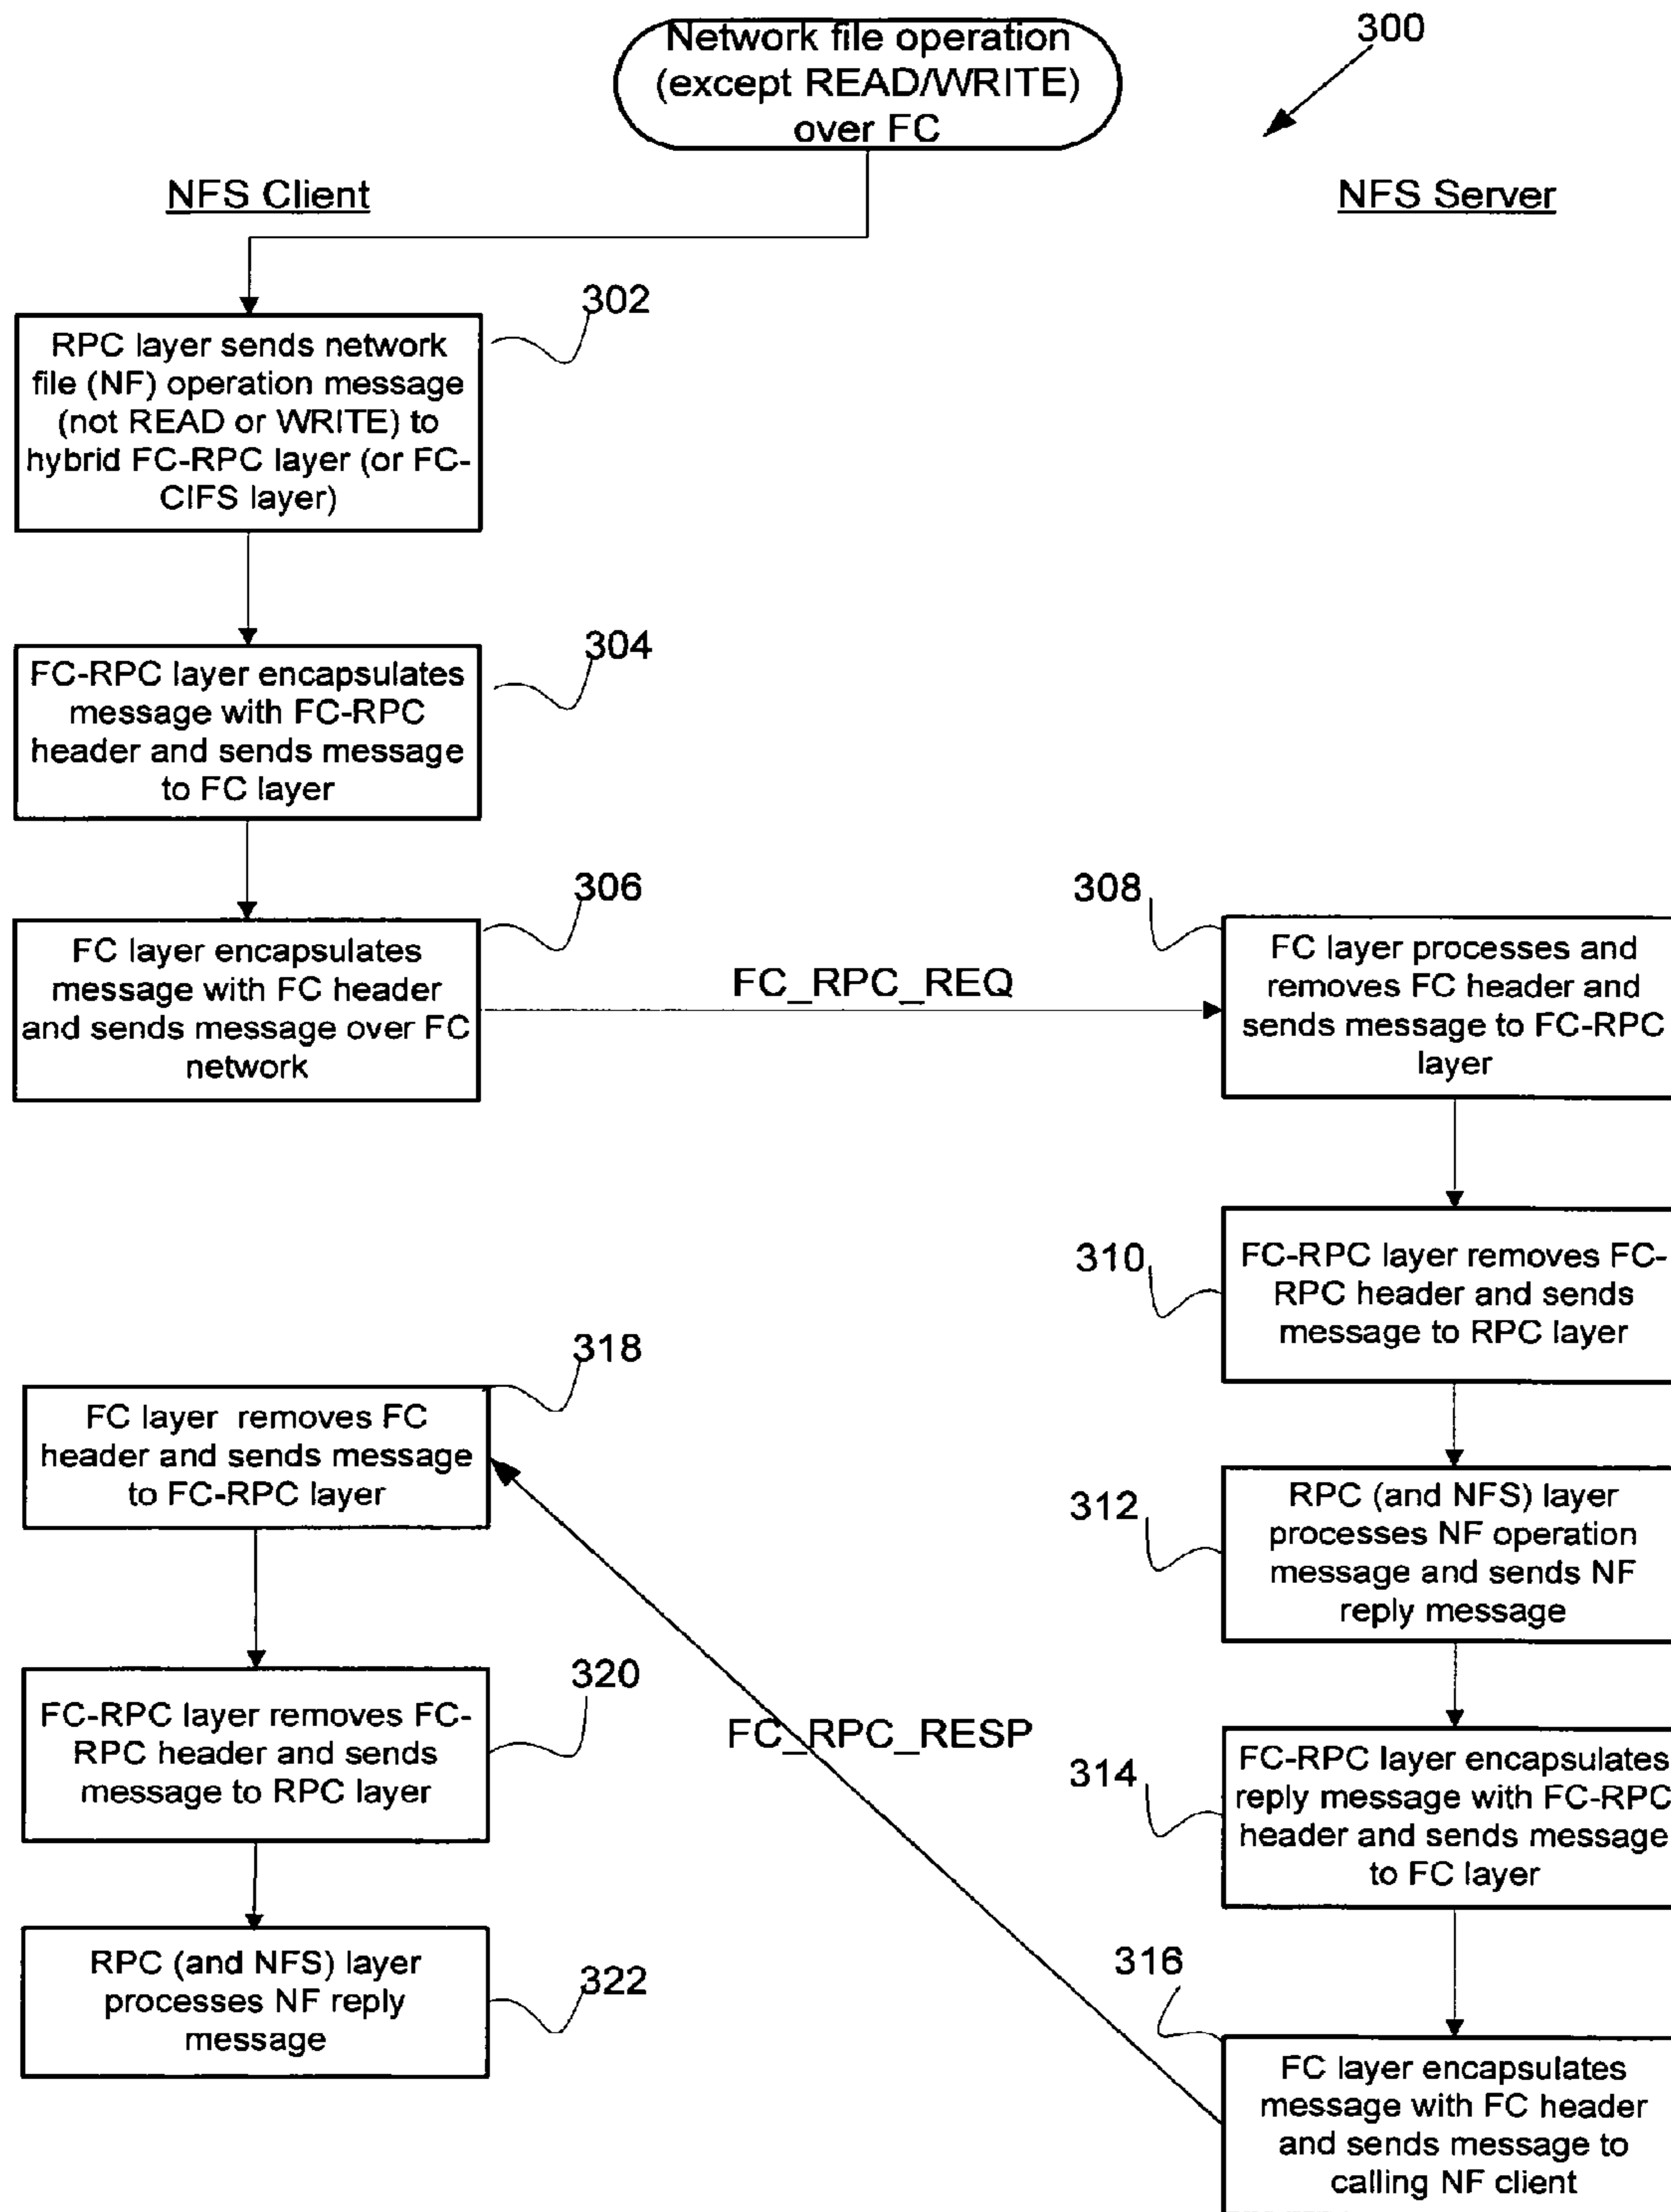 Network file operation
(except READ/WRITE)
over FC
300
NFS Client
NFS Server
302
RPC layer sends network
file (NF) operation message
(not READ or WRITE) to
hybrid FC-RPC layer (or FC-
CIFS layer)
304
FC-RPC layer encapsulates
message with FC-RPC
header and sends message
to FC layer
306
FC layer encapsulates
message with FC header
and sends message over FC
network
FC_RPC_REQ
308
FC layer processes and
removes FC header and
sends message to FC-RPC
layer
310
FC-RPC layer removes FC-
RPC header and sends
message to RPC layer
312
RPC (and NFS) layer
processes NF operation
message and sends NF
reply message
314
FC-RPC layer encapsulates
reply message with FC-RPC
header and sends message
to FC layer
316
FC layer encapsulates
message with FC header
and sends message to
calling NF client
FC_RPC_RESP
318
FC layer removes FC
header and sends message
to FC-RPC layer
320
FC-RPC layer removes FC-
RPC header and sends
message to RPC layer
322
RPC (and NFS) layer
processes NF reply
message